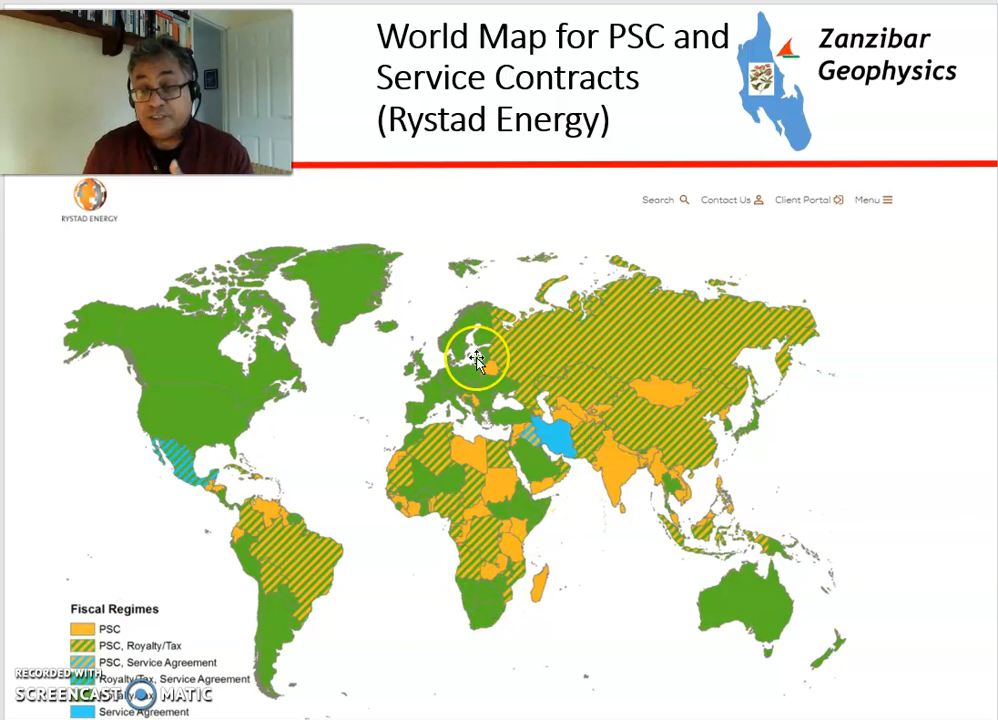 World Map for PSC and
Service Contracts
(Rystad Energy)
Zanzibar
Geophysics
RYSTAD ENERGY
Search
Contact Us
Client Portal
Menu
Fiscal Regimes
PSC
PSC, Royalty/Tax
PSC, Service Agreement
Royalty/Tax, Service Agreement
Service Agreement
RECORDED WITH
SCREENCAST MATIC